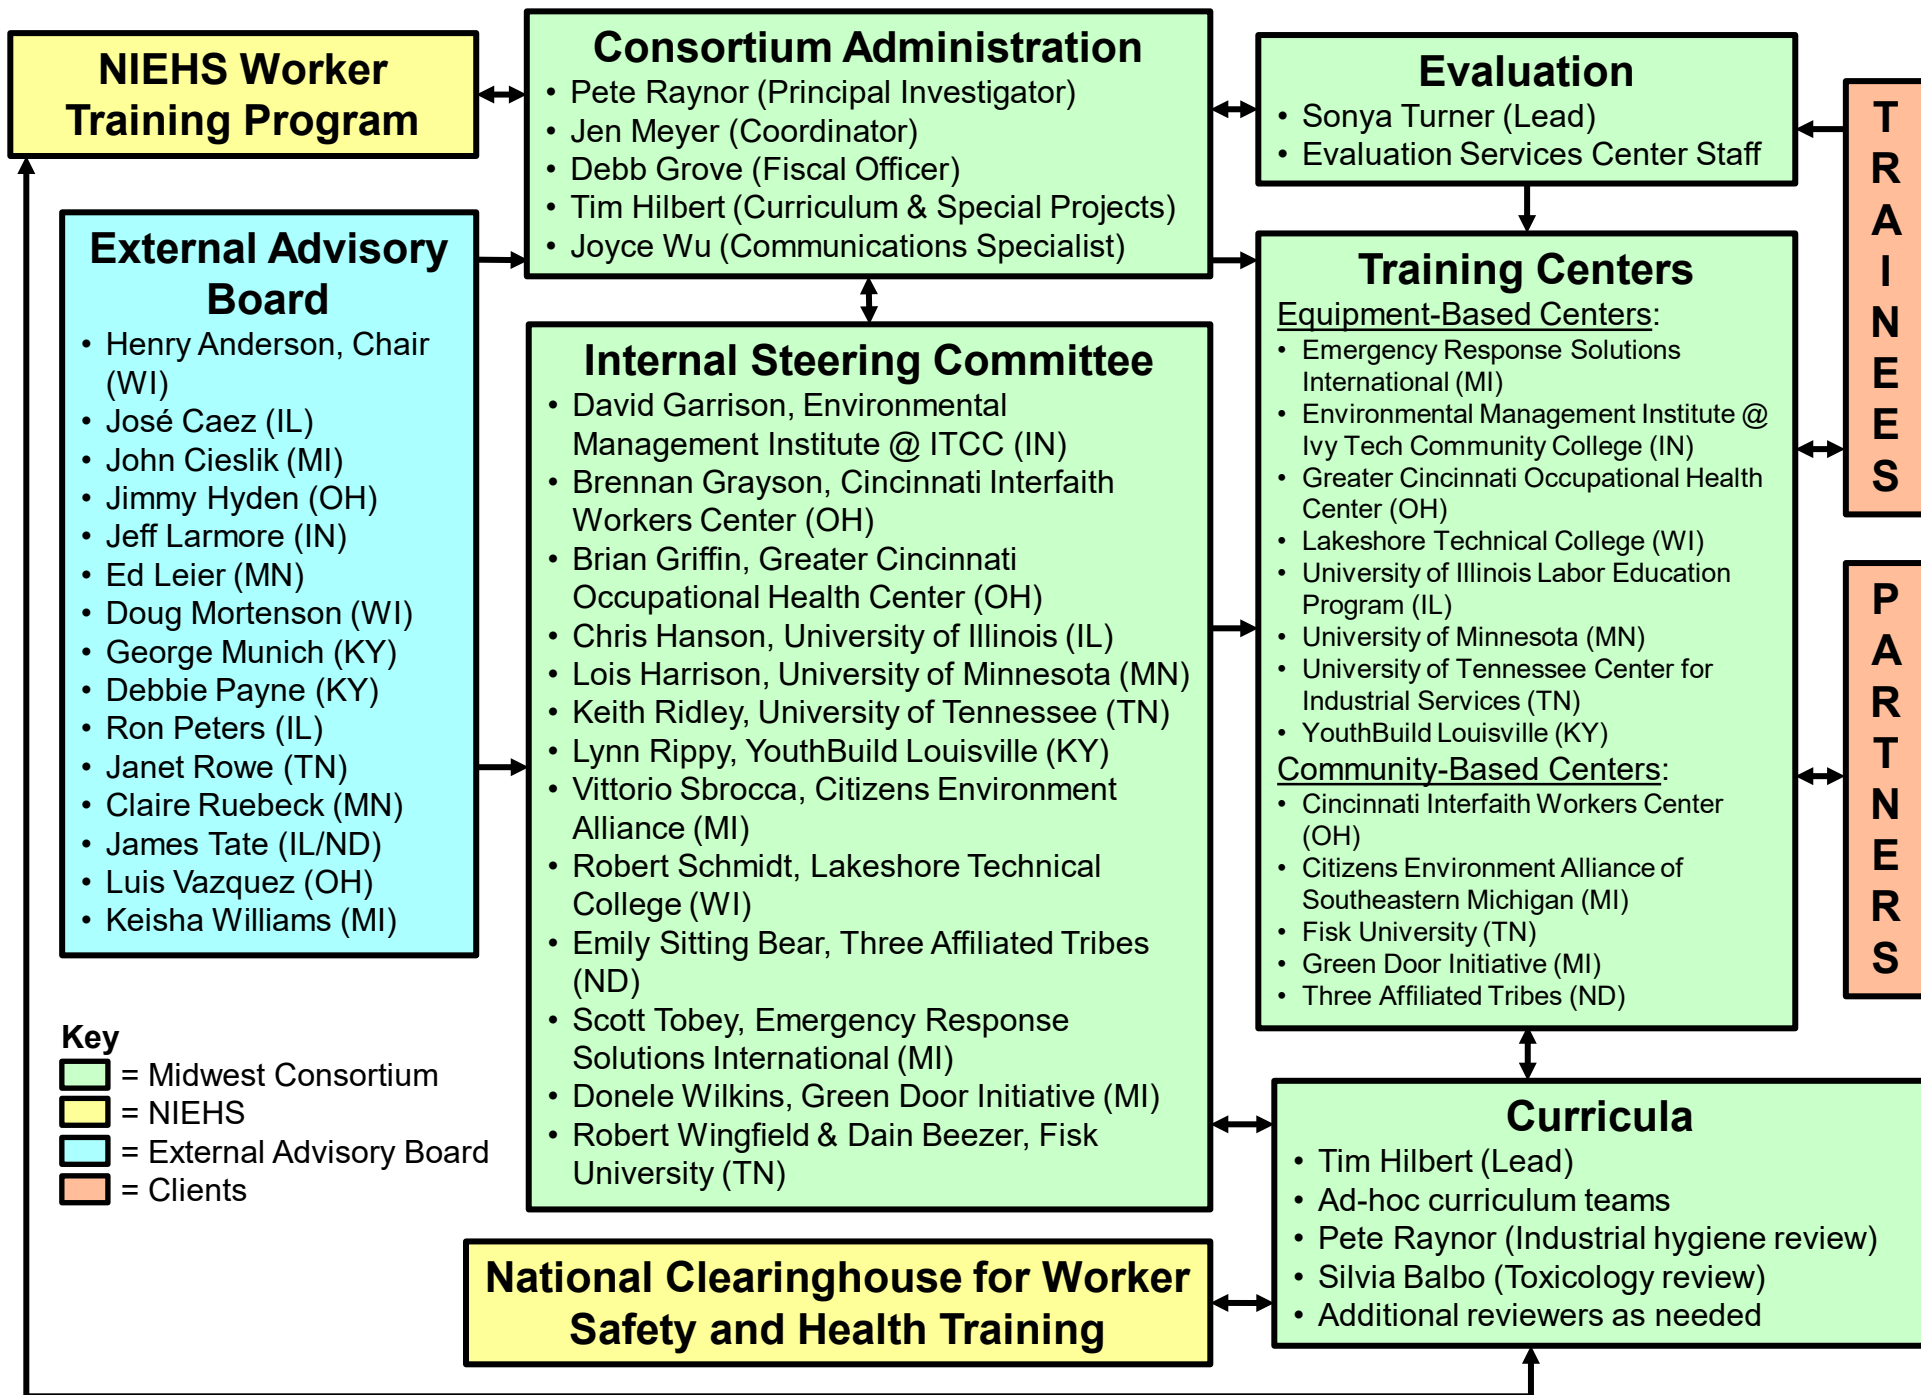 NIEHS Worker
Training Program
Consortium Administration
• Pete Raynor (Principal Investigator)
• Jen Meyer (Coordinator)
• Debb Grove (Fiscal Officer)
• Tim Hilbert (Curriculum & Special Projects)
• Joyce Wu (Communications Specialist)
Evaluation
• Sonya Turner (Lead)
• Evaluation Services Center Staff
TRAINEES
External Advisory
Board
• Henry Anderson, Chair
(WI)
• José Caez (IL)
• John Cieslik (MI)
• Jimmy Hyden (OH)
• Jeff Larmore (IN)
• Ed Leier (MN)
• Doug Mortenson (WI)
• George Munich (KY)
• Debbie Payne (KY)
• Ron Peters (IL)
• Janet Rowe (TN)
• Claire Ruebeck (MN)
• James Tate (IL/ND)
• Luis Vazquez (OH)
• Keisha Williams (MI)
Internal Steering Committee
• David Garrison, Environmental
Management Institute @ ITCC (IN)
• Brennan Grayson, Cincinnati Interfaith
Workers Center (OH)
• Brian Griffin, Greater Cincinnati
Occupational Health Center (OH)
• Chris Hanson, University of Illinois (IL)
• Lois Harrison, University of Minnesota (MN)
• Keith Ridley, University of Tennessee (TN)
• Lynn Rippy, YouthBuild Louisville (KY)
• Vittorio Sbrocca, Citizens Environment
Alliance (MI)
• Robert Schmidt, Lakeshore Technical
College (WI)
• Emily Sitting Bear, Three Affiliated Tribes
(ND)
• Scott Tobey, Emergency Response
Solutions International (MI)
• Donele Wilkins, Green Door Initiative (MI)
• Robert Wingfield & Dain Beezer, Fisk
University (TN)
Training Centers
Equipment-Based Centers:
• Emergency Response Solutions
International (MI)
• Environmental Management Institute @
Ivy Tech Community College (IN)
• Greater Cincinnati Occupational Health
Center (OH)
• Lakeshore Technical College (WI)
• University of Illinois Labor Education
Program (IL)
• University of Minnesota (MN)
• University of Tennessee Center for
Industrial Services (TN)
• YouthBuild Louisville (KY)
Community-Based Centers:
• Cincinnati Interfaith Workers Center
(OH)
• Citizens Environment Alliance of
Southeastern Michigan (MI)
• Fisk University (TN)
• Green Door Initiative (MI)
• Three Affiliated Tribes (ND)
PARTNERS
Key
= Midwest Consortium
= NIEHS
= External Advisory Board
= Clients
National Clearinghouse for Worker
Safety and Health Training
Curricula
• Tim Hilbert (Lead)
• Ad-hoc curriculum teams
• Pete Raynor (Industrial hygiene review)
• Silvia Balbo (Toxicology review)
• Additional reviewers as needed